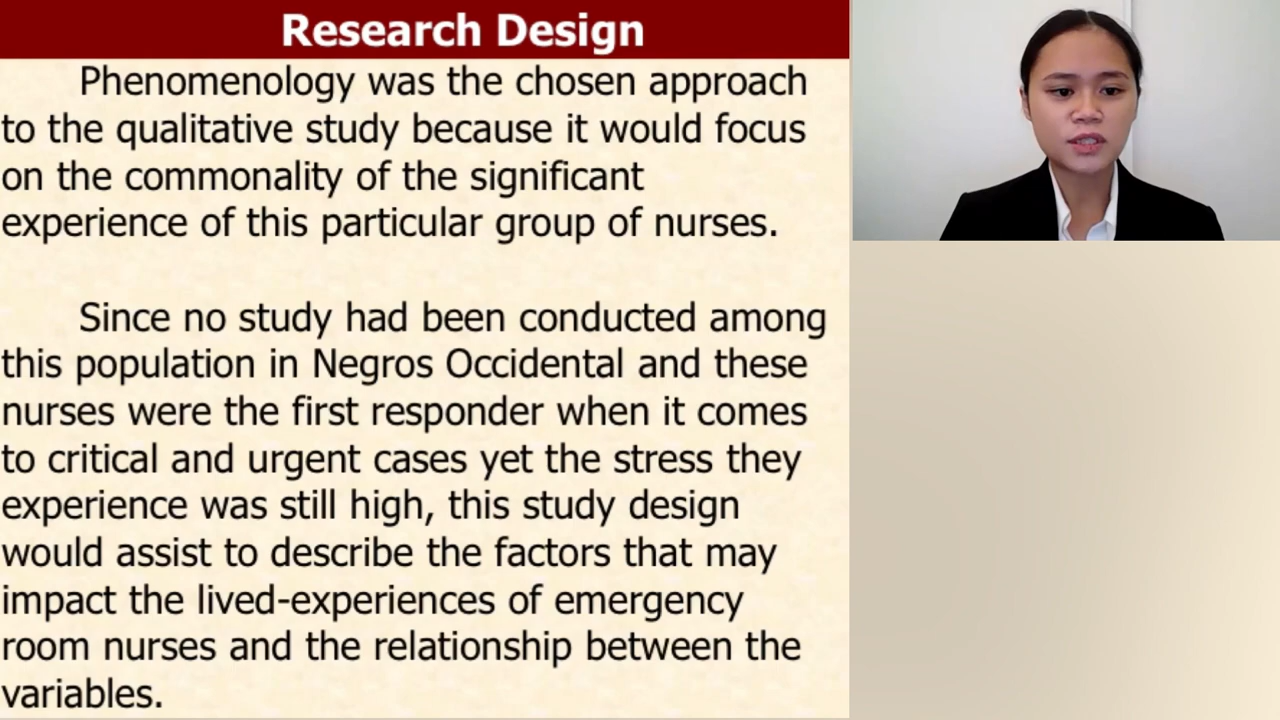 Research Design
Phenomenology was the chosen approach
to the qualitative study because it would focus
on the commonality of the significant
experience of this particular group of nurses.
Since no study had been conducted among
this population in Negros Occidental and these
nurses were the first responder when it comes
to critical and urgent cases yet the stress they
experience was still high, this study design
would assist to describe the factors that may
impact the lived-experiences of emergency
room nurses and the relationship between the
variables.